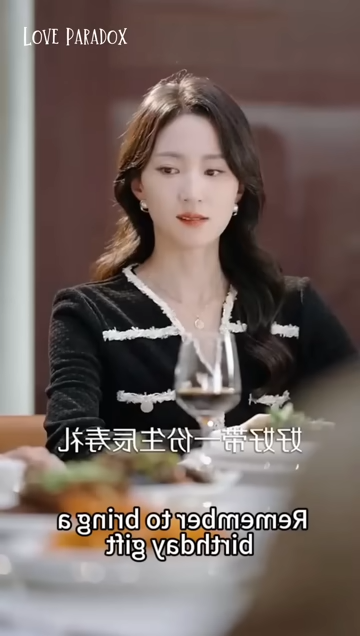 LOVE PARADOX
好好带一份生辰寿礼
Remember to bring a
birthday gift